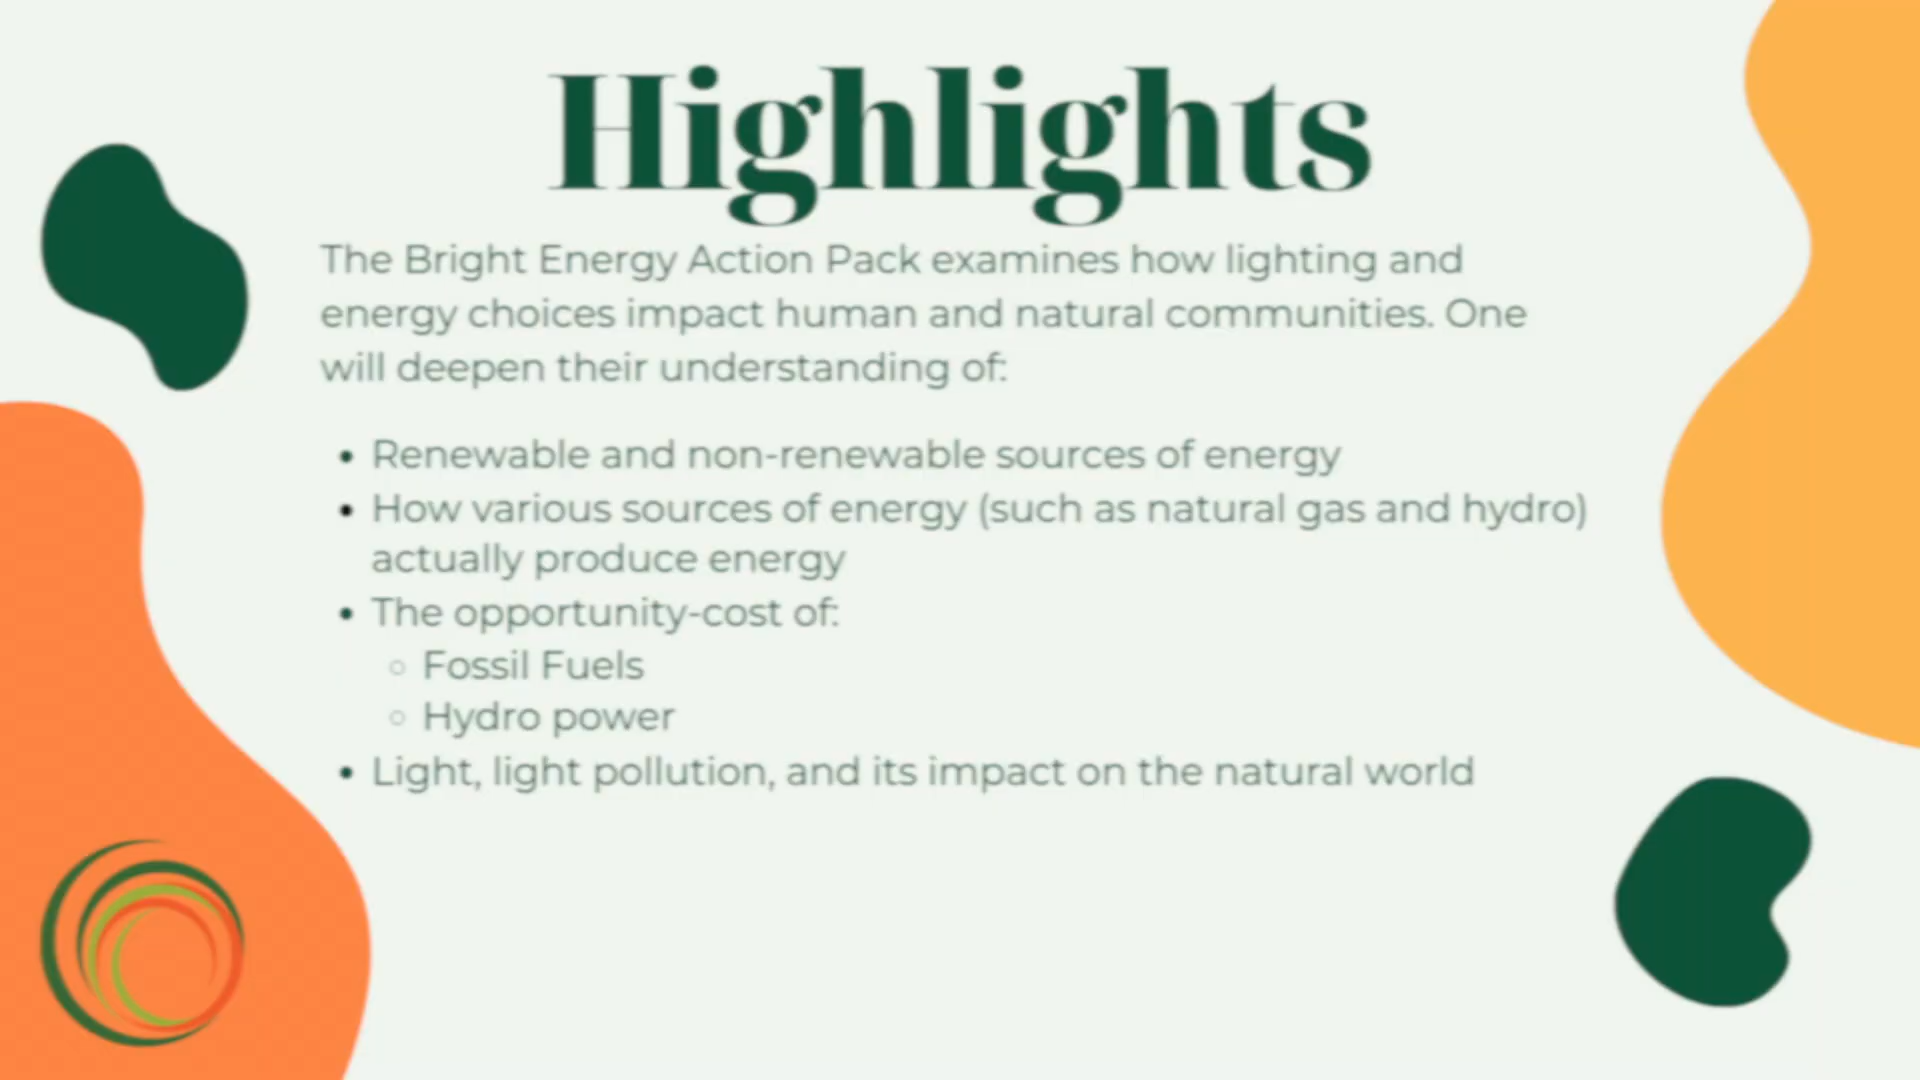 Highlights
The Bright Energy Action Pack examines how lighting and
energy choices impact human and natural communities. One
will deepen their understanding of:
• Renewable and non-renewable sources of energy
• How various sources of energy (such as natural gas and hydro)
actually produce energy
• The opportunity-cost of:
○ Fossil Fuels
○ Hydro power
• Light, light pollution, and its impact on the natural world